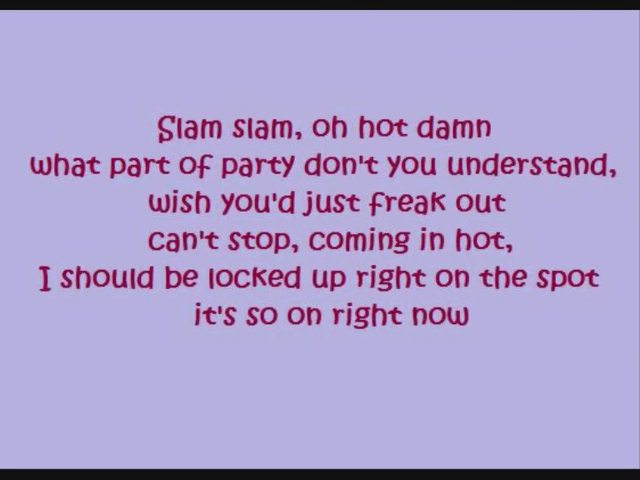 Slam slam, oh hot damn
what part of party don't you understand,
wish you'd just freak out
can't stop, coming in hot,
I should be locked up right on the spot
it's so on right now